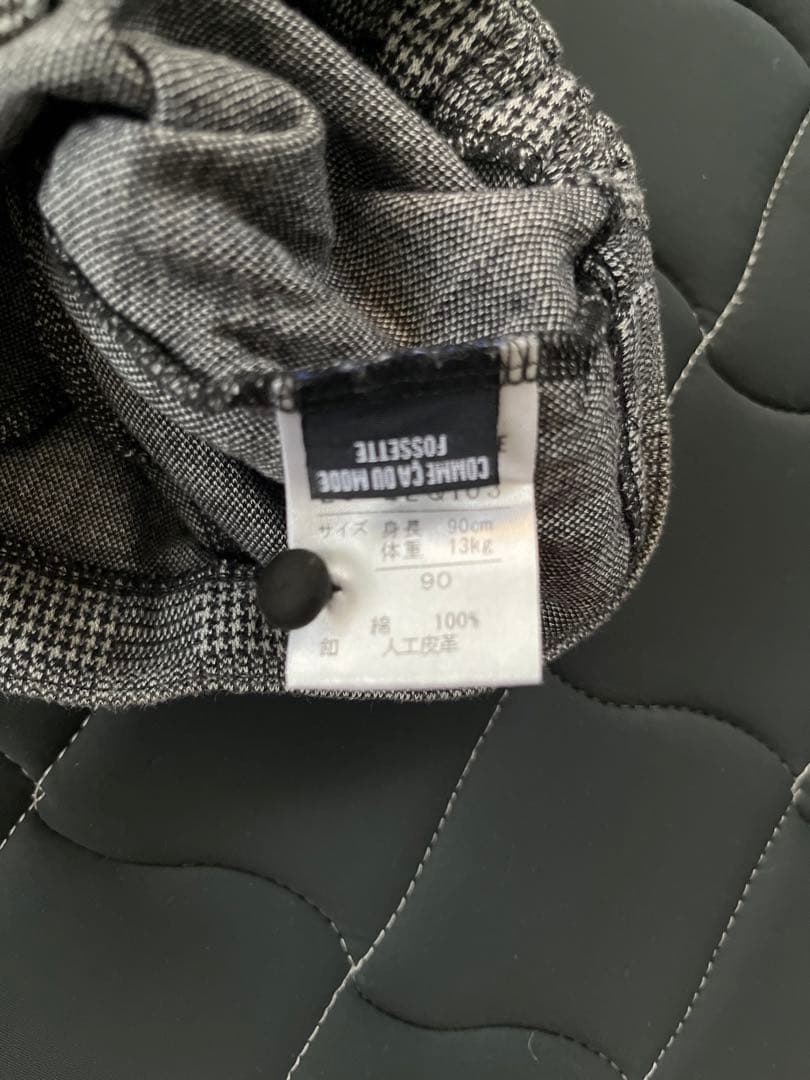 COMME ÇA DU MODE
FOSSETTE
サイズ 身長 90cm
体重 13kg
90
綿 100%
人工皮革